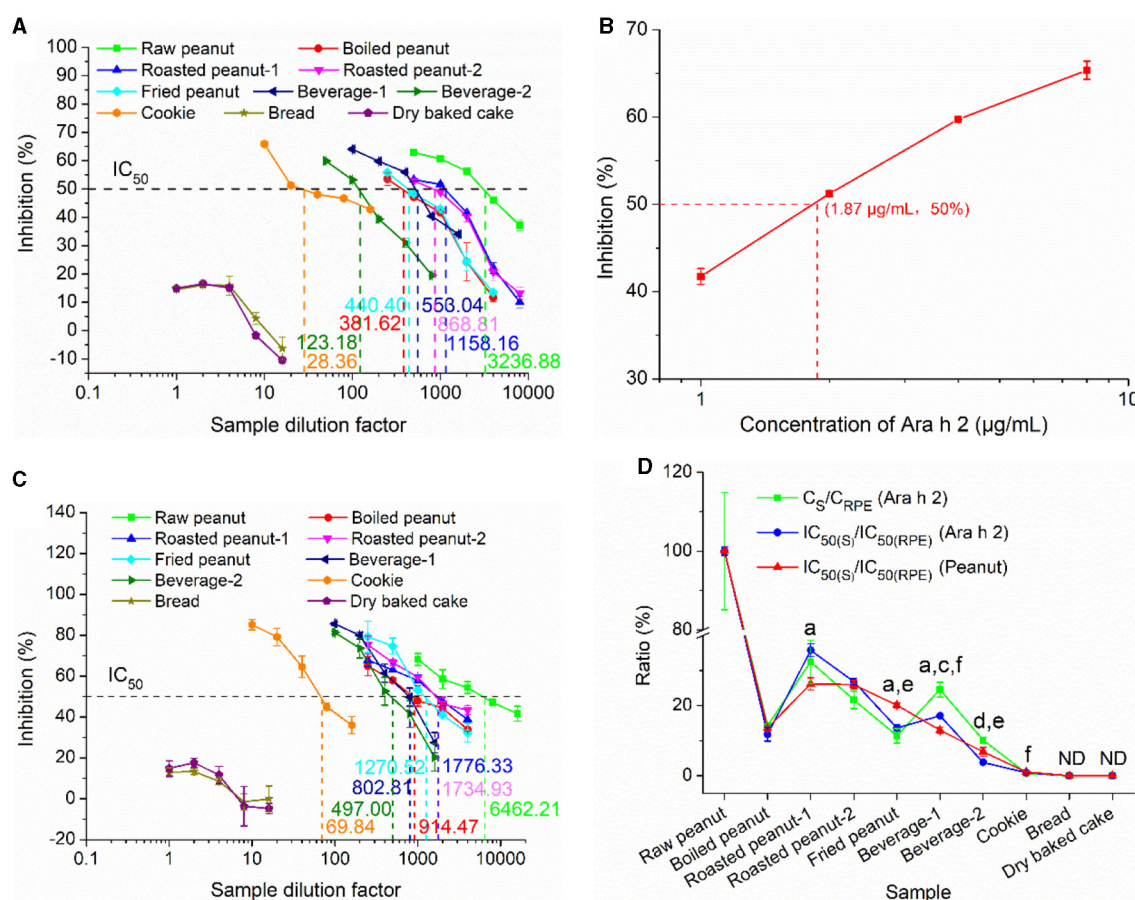 A
Raw peanut
Boiled peanut
Roasted peanut-1
Roasted peanut-2
Fried peanut
Beverage-1
Beverage-2
Cookie
Bread
Dry baked cake
Inhibition (%)
100
90
80
70
60
50
40
30
20
10
0
-10
IC50
440.40
553.04
381.62
868.81
123.18
1158.16
28.36
3236.88
0.1
1
10
100
1000
10000
Sample dilution factor
B
Inhibition (%)
70
60
50
40
30
(1.87 µg/mL, 50%)
1
10
Concentration of Ara h 2 (µg/mL)
C
Raw peanut
Boiled peanut
Roasted peanut-1
Roasted peanut-2
Fried peanut
Beverage-1
Beverage-2
Cookie
Bread
Dry baked cake
Inhibition (%)
140
120
100
80
60
40
20
0
-20
IC50
1270.52
1776.33
802.81
1734.93
497.00
6462.21
69.84
914.47
0.1
1
10
100
1000
10000
Sample dilution factor
D
CS/CRPE (Ara h 2)
IC50(S)/IC50(RPE) (Ara h 2)
IC50(S)/IC50(RPE) (Peanut)
Ratio (%)
120
100
80
40
20
0
a
a,e
a,c,f
d,e
f
ND
ND
Raw peanut
Boiled peanut
Roasted peanut-1
Roasted peanut-2
Fried peanut
Beverage-1
Beverage-2
Cookie
Bread
Dry baked cake
Sample